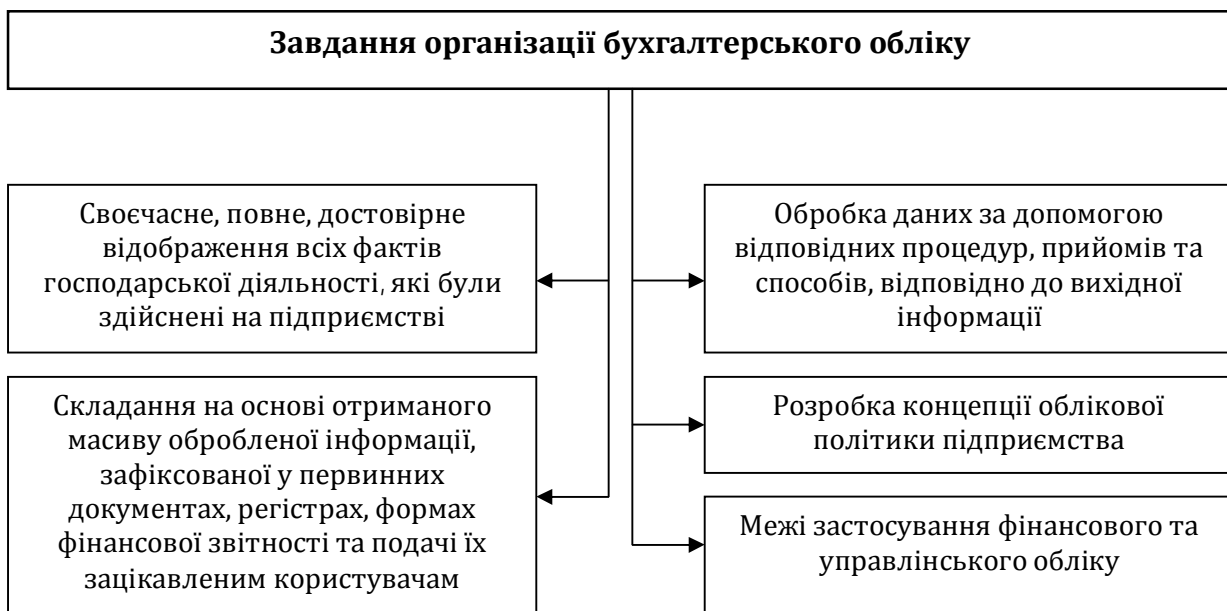 Завдання організації бухгалтерського обліку
Своєчасне, повне, достовірне
відображення всіх фактів
господарської діяльності, які були
здійснені на підприємстві
Складання на основі отриманого
масиву обробленої інформації,
зафіксованої у первинних
документах, регістрах, формах
фінансової звітності та подачі їх
зацікавленим користувачам
Обробка даних за допомогою
відповідних процедур, прийомів та
способів, відповідно до вихідної
інформації
Розробка концепції облікової
політики підприємства
Межі застосування фінансового та
управлінського обліку